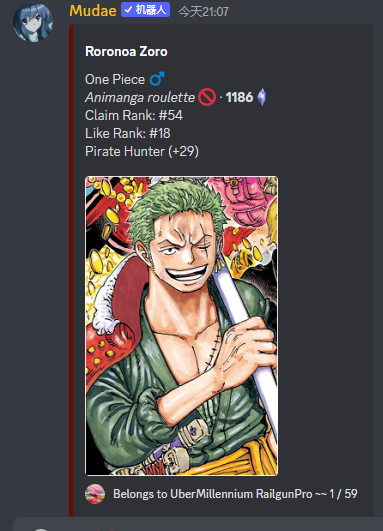 Mudae ✓ 机器人 今天21:07
Roronoa Zoro
One Piece ♂
Animanga roulette · 1186
Claim Rank: #54
Like Rank: #18
Pirate Hunter (+29)
Belongs to UberMillennium RailgunPro ~~ 1 / 59